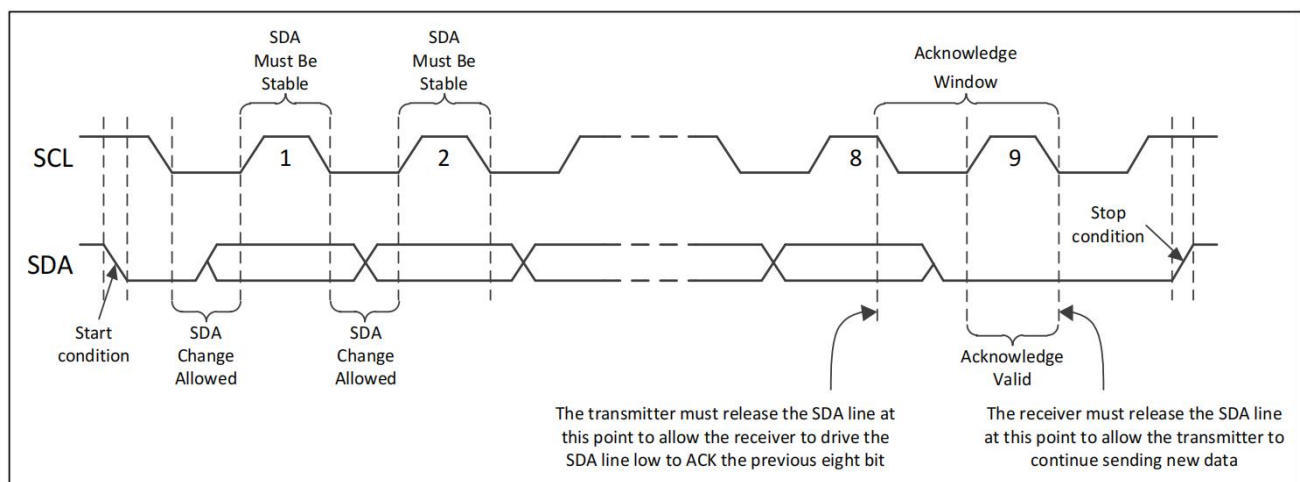 SDA
Must Be
Stable
SDA
Must Be
Stable
Acknowledge
Window
SCL
1
2
8
9
Stop
condition
SDA
Start
condition
SDA
Change
Allowed
SDA
Change
Allowed
Acknowledge
Valid
The transmitter must release the SDA line at
this point to allow the receiver to drive the
SDA line low to ACK the previous eight bit
The receiver must release the SDA line
at this point to allow the transmitter to
continue sending new data